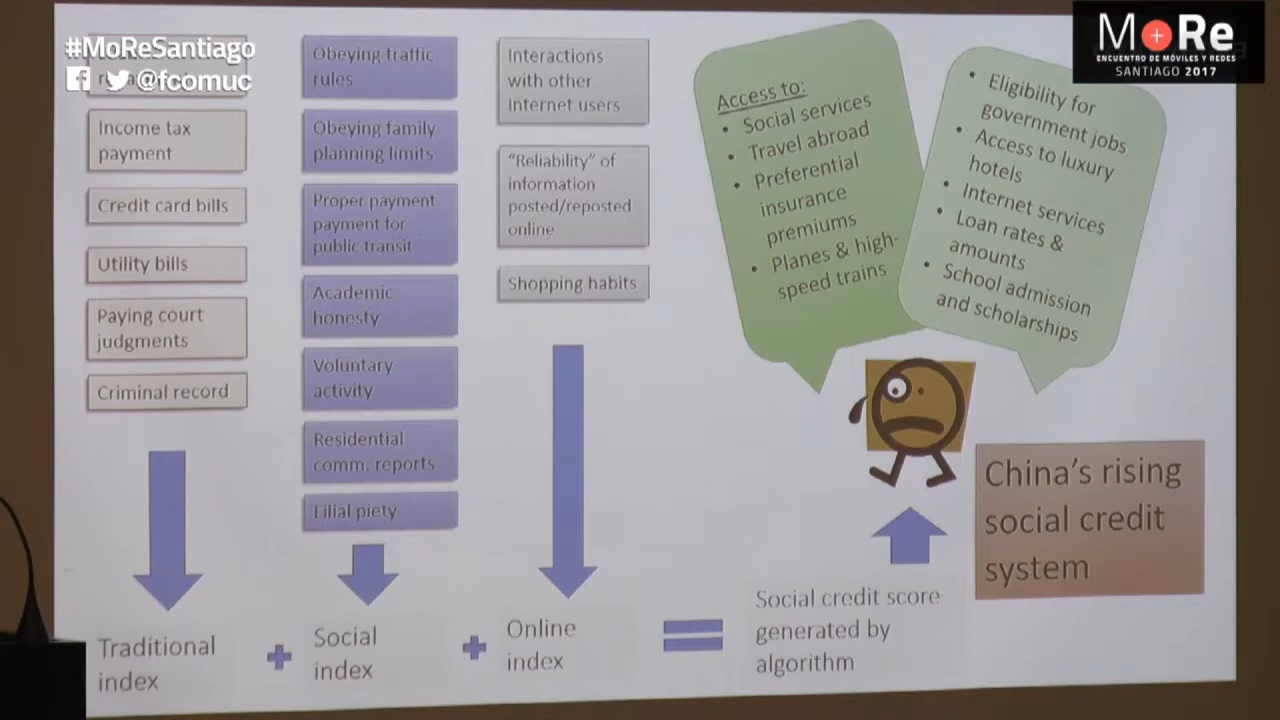 #MoReSantiago
@fcomuc
MoRe
ENCUENTRO DE MÓVILES Y REDES
SANTIAGO 2017
Income tax
payment
Credit card bills
Utility bills
Paying court
judgments
Criminal record
Traditional
index
Obeying traffic
rules
Obeying family
planning limits
Proper payment
payment for
public transit
Academic
honesty
Voluntary
activity
Residential
comm. reports
Filial piety
Social
index
Interactions
with other
Internet users
"Reliability" of
information
posted/reposted
online
Shopping habits
Online
index
Social credit score
generated by
algorithm
Access to:
• Social services
• Travel abroad
• Preferential
insurance
premiums
• Planes & high-
speed trains
• Eligibility for
government jobs
• Access to luxury
hotels
• Internet services
• Loan rates &
amounts
• School admission
and scholarships
China's rising
social credit
system